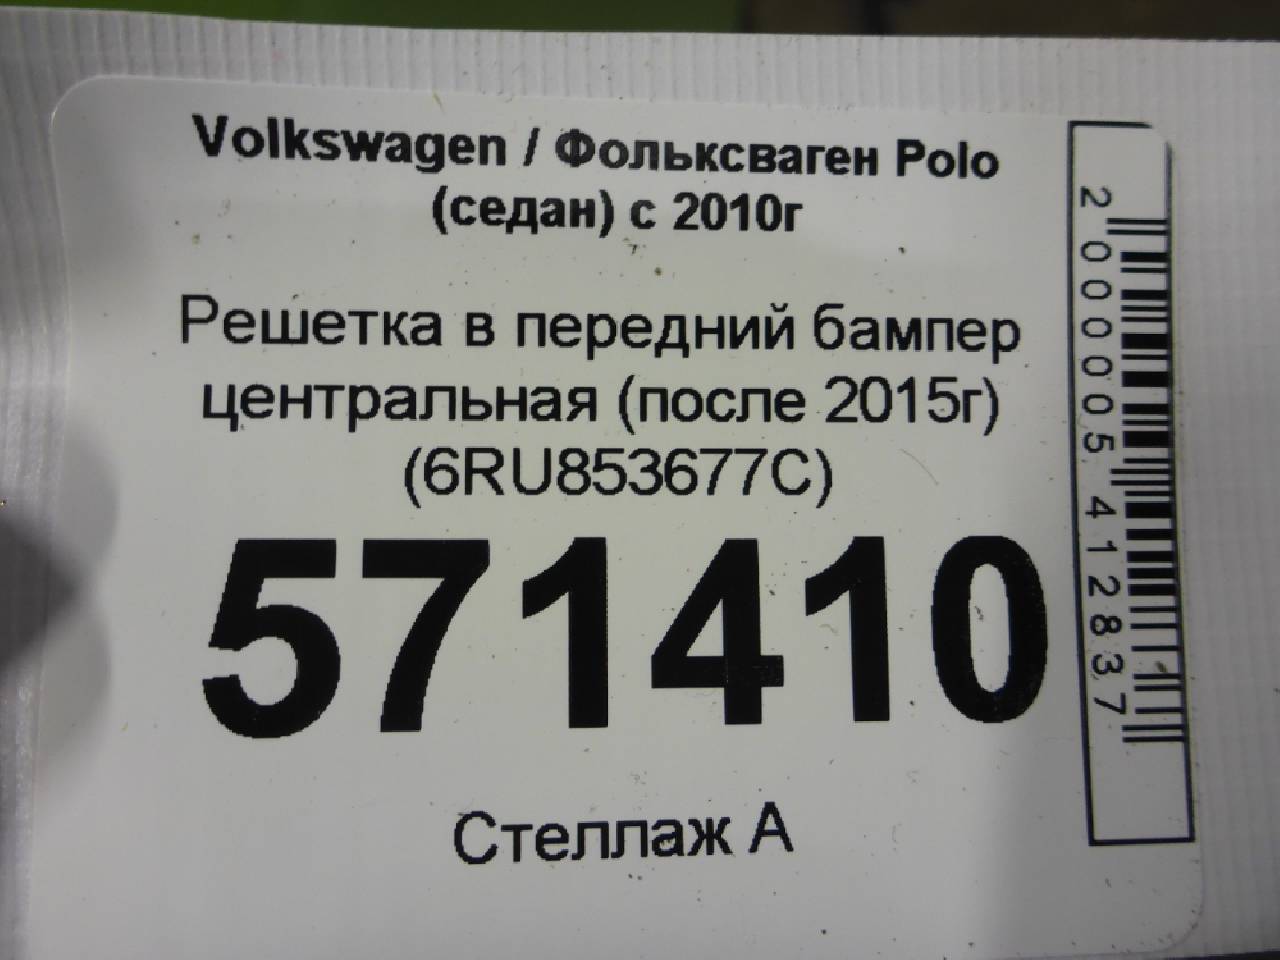 Volkswagen / Фольксваген Polo
(седан) с 2010г
Решетка в передний бампер
центральная (после 2015г)
(6RU853677C)
571410
Стеллаж А
2000005412837